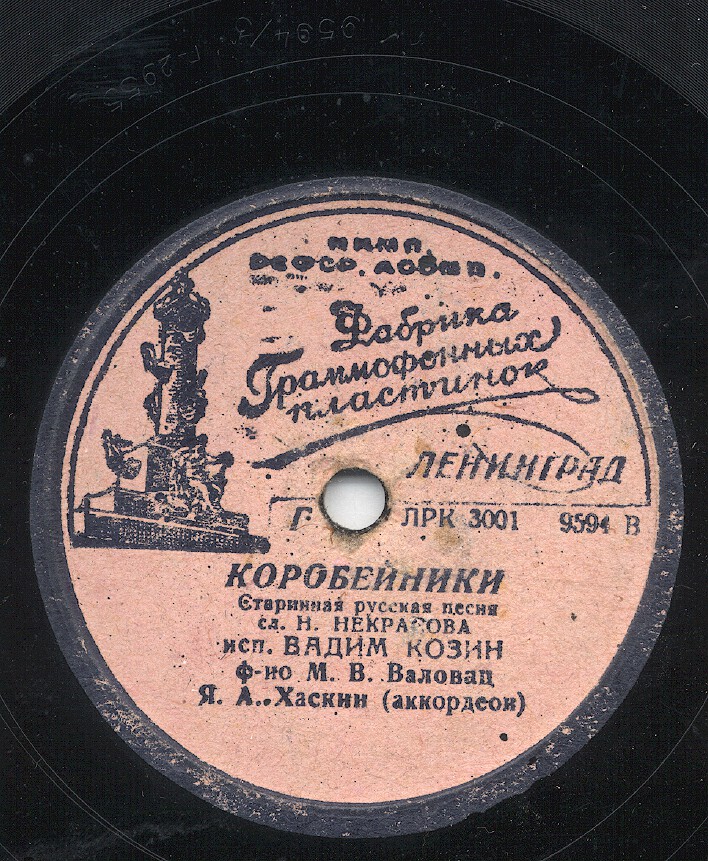 Фабрика
Граммофонных
пластинок
ЛЕНИНГРАД
Г ЛРК 3001 9594 В
КОРОБЕЙНИКИ
Старинная русская песня
сл. Н. НЕКРАСОВА
исп. ВАДИМ КОЗИН
ф-но М. В. Валовац
Я. А. Хаскин (аккордеон)